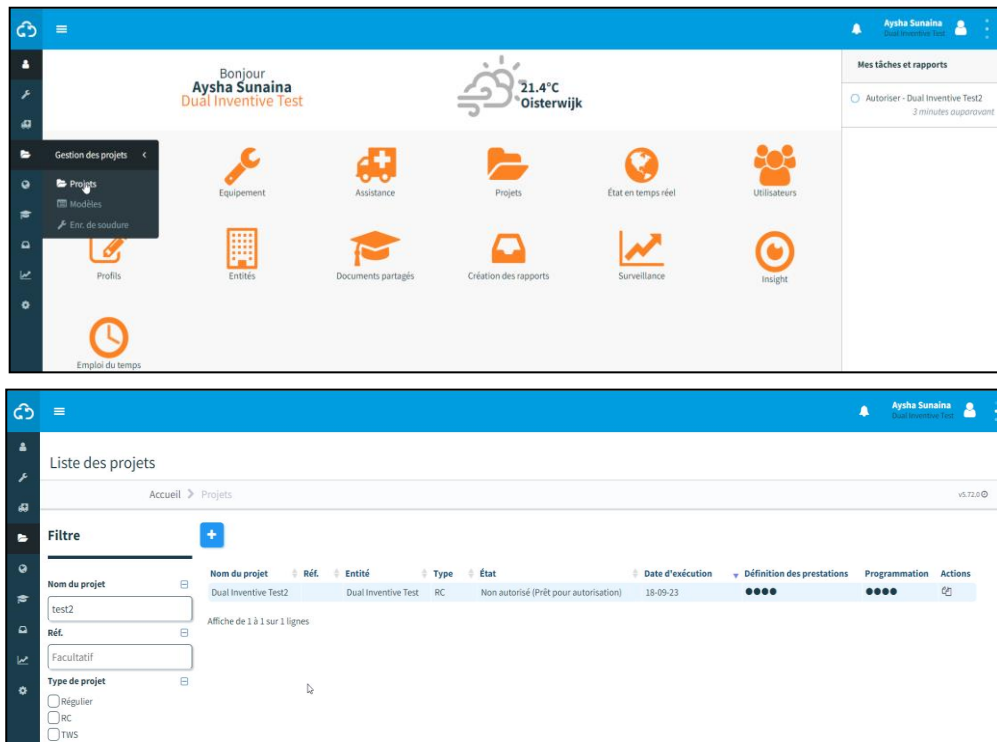 Aysha Sunaina
Dual Inventive Test
Bonjour
Aysha Sunaina
Dual Inventive Test
21.4°C
Oisterwijk
Mes tâches et rapports
Autoriser - Dual Inventive Test2
3 minutes auparavant
Gestion des projets
Projets
Modèles
Enr. de soudure
Equipement
Assistance
Projets
État en temps réel
Utilisateurs
Profils
Entités
Documents partagés
Création des rapports
Surveillance
Insight
Emploi du temps
Aysha Sunaina
Dual Inventive Test
Liste des projets
Accueil > Projets
v5.72.0
Filtre
+
Nom du projet
test2
Réf.
Facultatif
Type de projet
Régulier
RC
TWS
Nom du projet Réf. Entité Type État Date d'exécution Définition des prestations Programmation Actions
Dual Inventive Test2 Dual Inventive Test RC Non autorisé (Prêt pour autorisation) 18-09-23
Affiche de 1 à 1 sur 1 lignes